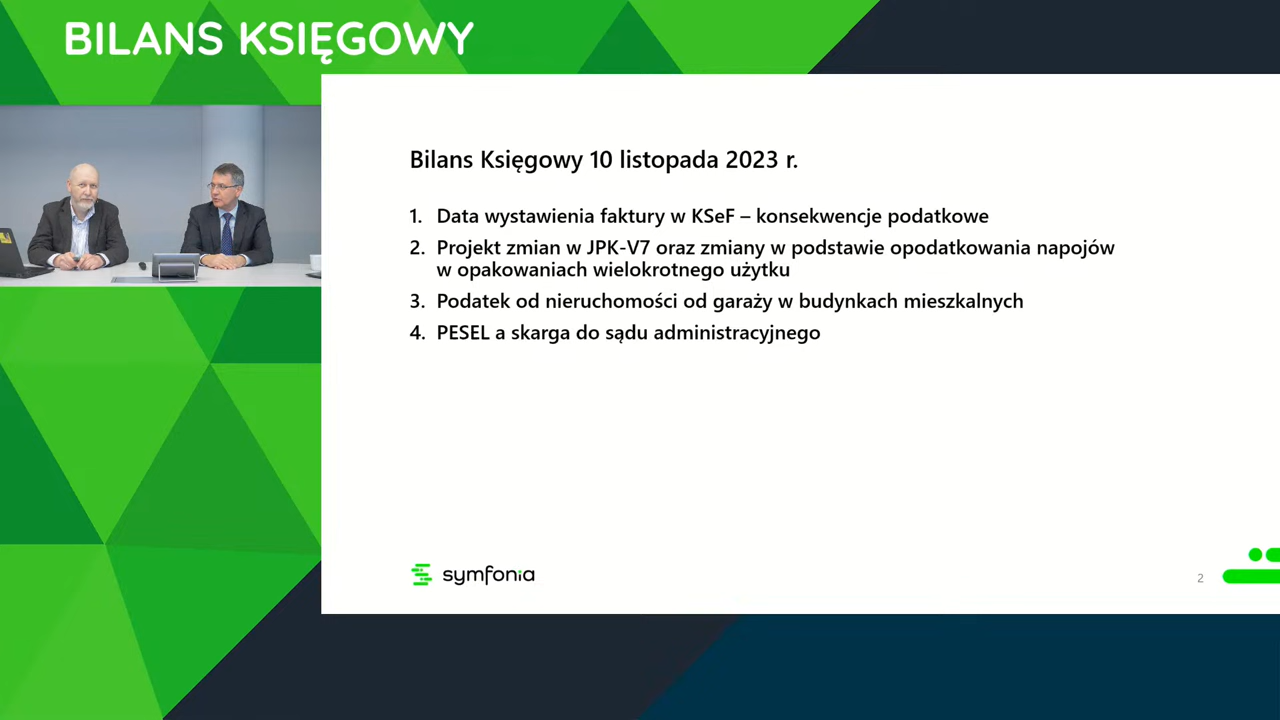 BILANS KSIĘGOWY
Bilans Księgowy 10 listopada 2023 r.
1. Data wystawienia faktury w KSeF – konsekwencje podatkowe
2. Projekt zmian w JPK-V7 oraz zmiany w podstawie opodatkowania napojów
w opakowaniach wielokrotnego użytku
3. Podatek od nieruchomości od garaży w budynkach mieszkalnych
4. PESEL a skarga do sądu administracyjnego
symfonia
2